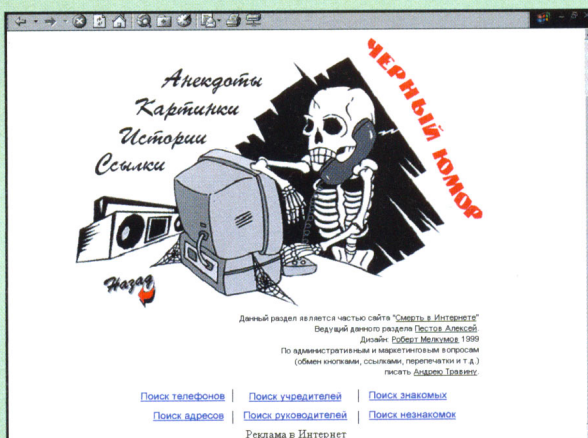 Анекдоты
Картинки
Истории
Ссылки
ЧЕРНЫЙ ЮМОР
Назад
Данный раздел является частью сайта "Смерть в Интернете"
Ведущий данного раздела Пестов Алексей.
Дизайн: Роберт Мелкумов 1999
По административным и маркетинговым вопросам
(обмен кнопками, ссылками, перепечатки и т.д.)
писать Андрею Травину.
Поиск телефонов | Поиск учредителей | Поиск знакомых
Поиск адресов | Поиск руководителей | Поиск незнакомок
Реклама в Интернет